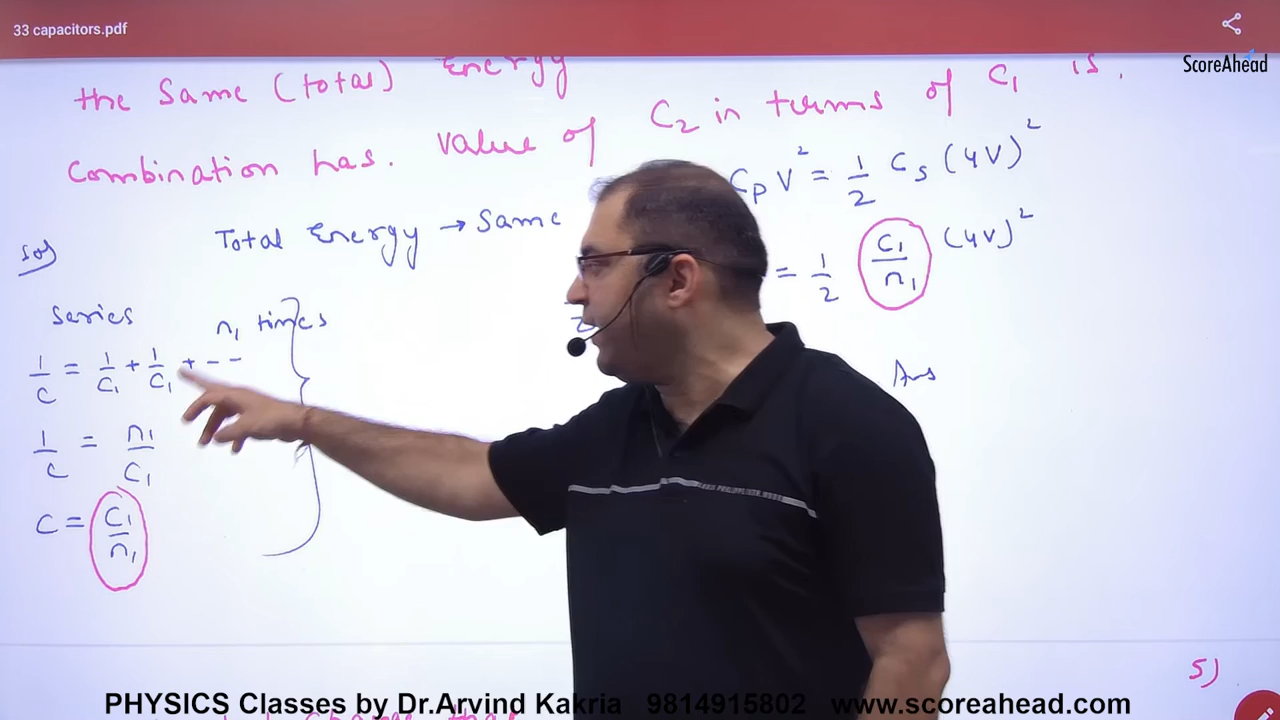 33 capacitors.pdf
ScoreAhead
the Same (total) Energy
Combination has. value of C₂ in terms of C₁ is.
Cp V² = 1/2 Cs (4V)²
Sol Total Energy → Same
= 1/2 C₁/n₁ (4V)²
Series
n₁ times
1/C = 1/C₁ + 1/C₁ + --
Ans
1/C = n₁/C₁
C = C₁/n₁
5)
PHYSICS Classes by Dr.Arvind Kakria 9814915802 www.scoreahead.com